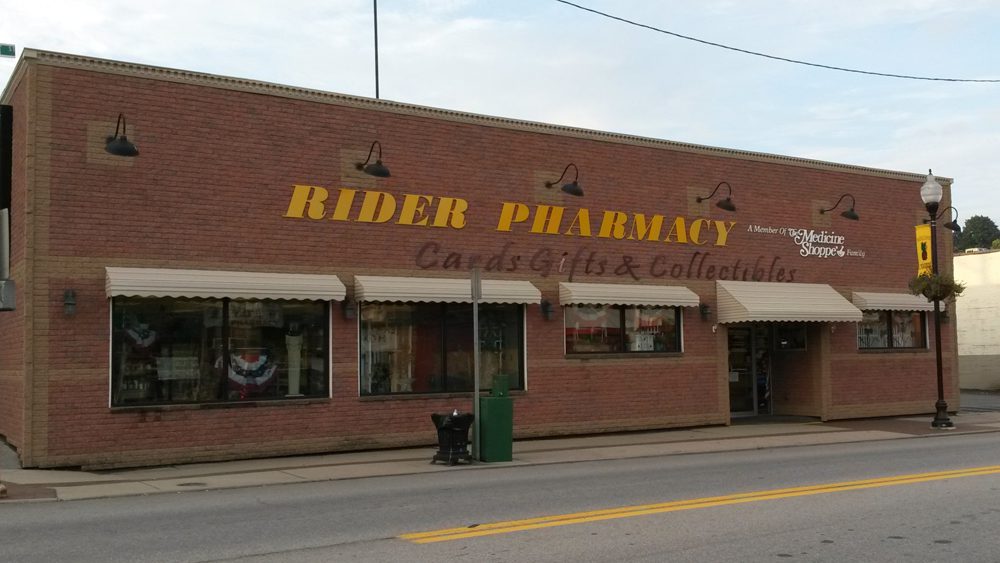 RIDER PHARMACY
A Member Of The Medicine Shoppe Family
Cards Gifts & Collectibles